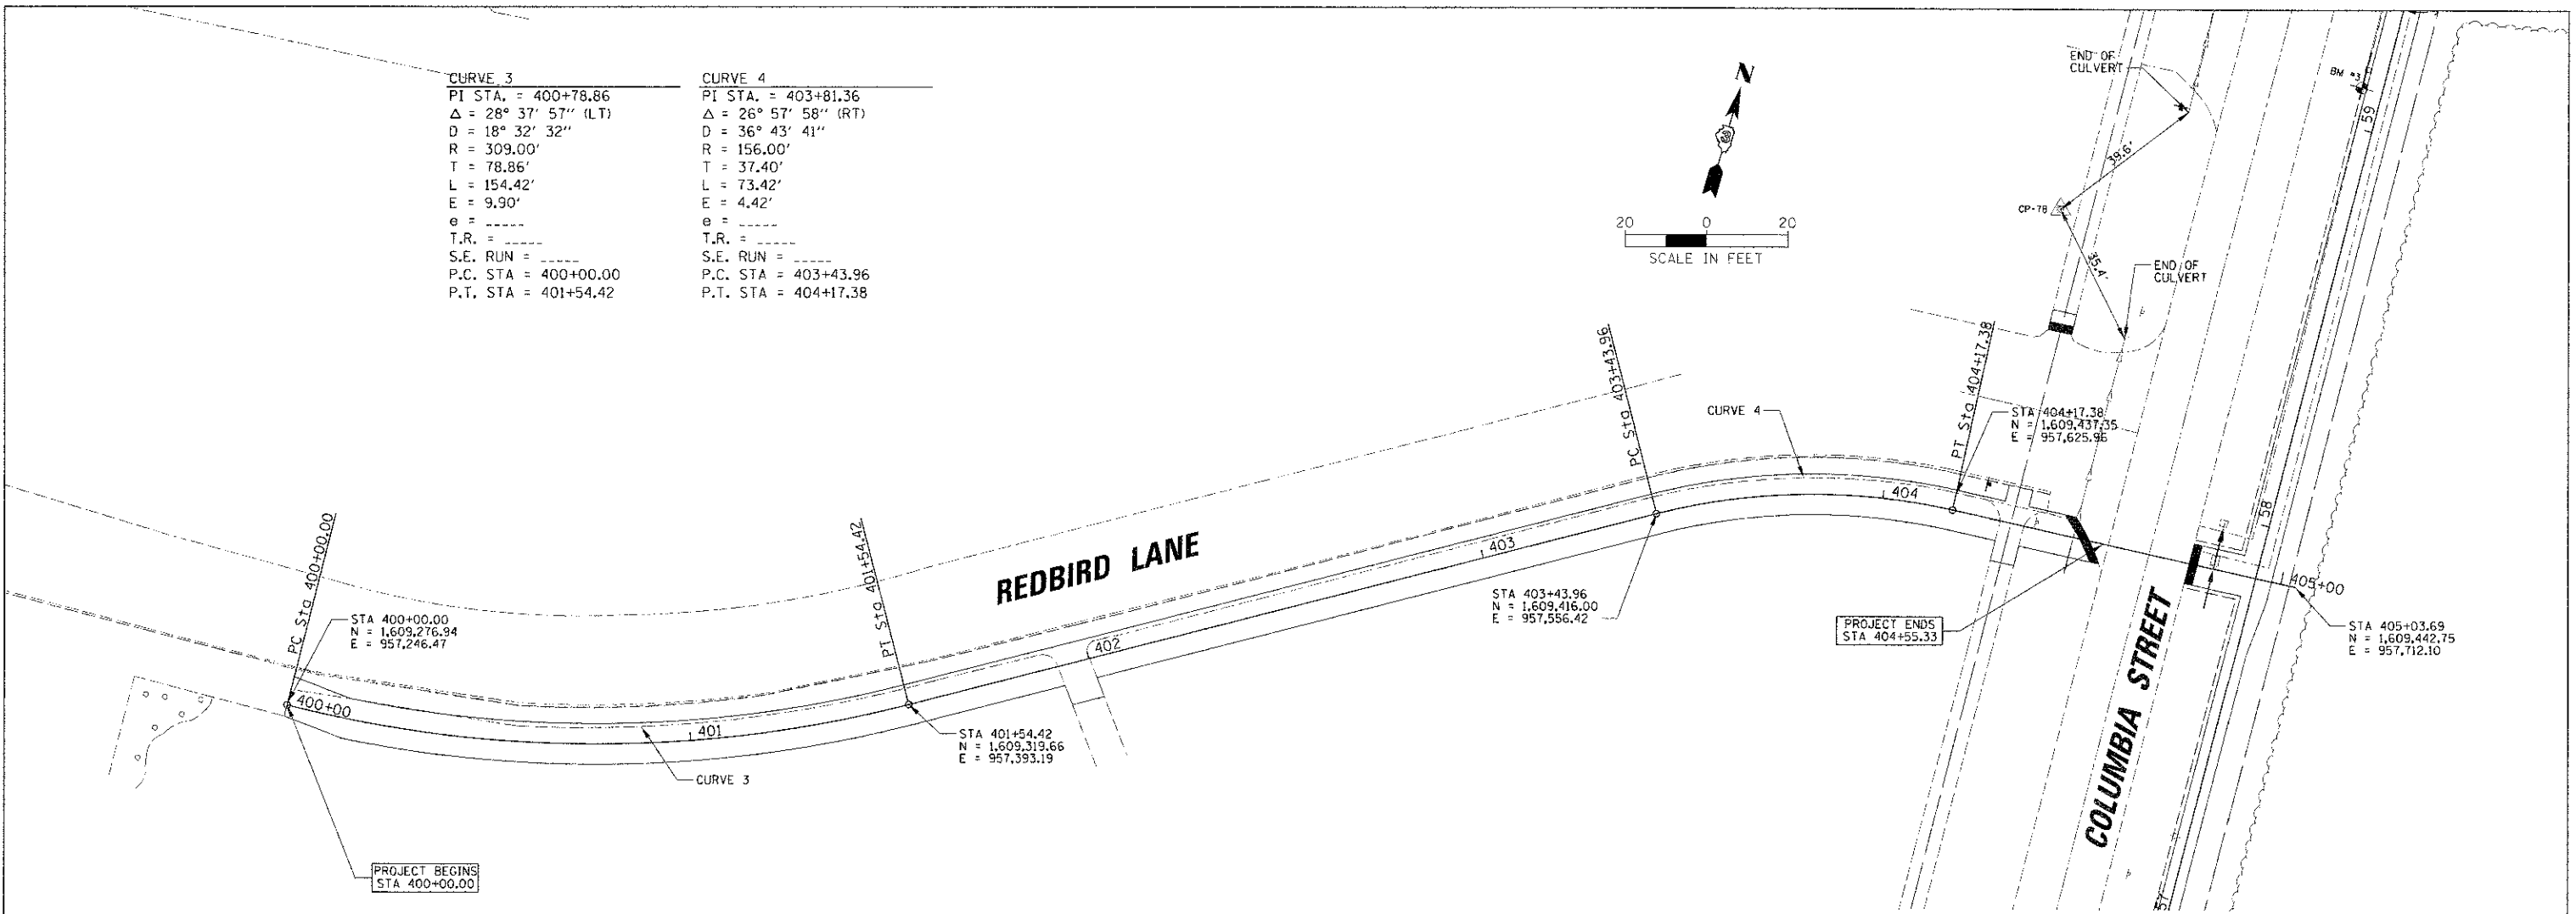 CURVE 3
PI STA. = 400+78.86
Δ = 28° 37' 57" (LT)
D = 18° 32' 32"
R = 309.00'
T = 78.86'
L = 154.42'
E = 9.90'
e = _____
T.R. = _____
S.E. RUN = _____
P.C. STA = 400+00.00
P.T. STA = 401+54.42
CURVE 4
PI STA. = 403+81.36
Δ = 26° 57' 58" (RT)
D = 36° 43' 41"
R = 156.00'
T = 37.40'
L = 73.42'
E = 4.42'
e = _____
T.R. = _____
S.E. RUN = _____
P.C. STA = 403+43.96
P.T. STA = 404+17.38
N
20 0 20
SCALE IN FEET
END OF
CULVERT
BM #3
59
39.6'
CP-78
35.4'
END OF
CULVERT
PC Sta 400+00.00
STA 400+00.00
N = 1,609,276.94
E = 957,246.47
400+00
401
CURVE 3
PROJECT BEGINS
STA 400+00.00
PT Sta 401+54.42
STA 401+54.42
N = 1,609,319.66
E = 957,393.19
REDBIRD LANE
402
403
PC Sta 403+43.96
STA 403+43.96
N = 1,609,416.00
E = 957,556.42
CURVE 4
404
PT Sta 404+17.38
STA 404+17.38
N = 1,609,437.35
E = 957,625.96
PROJECT ENDS
STA 404+55.33
COLUMBIA STREET
58
405+00
STA 405+03.69
N = 1,609,442.75
E = 957,712.10
57